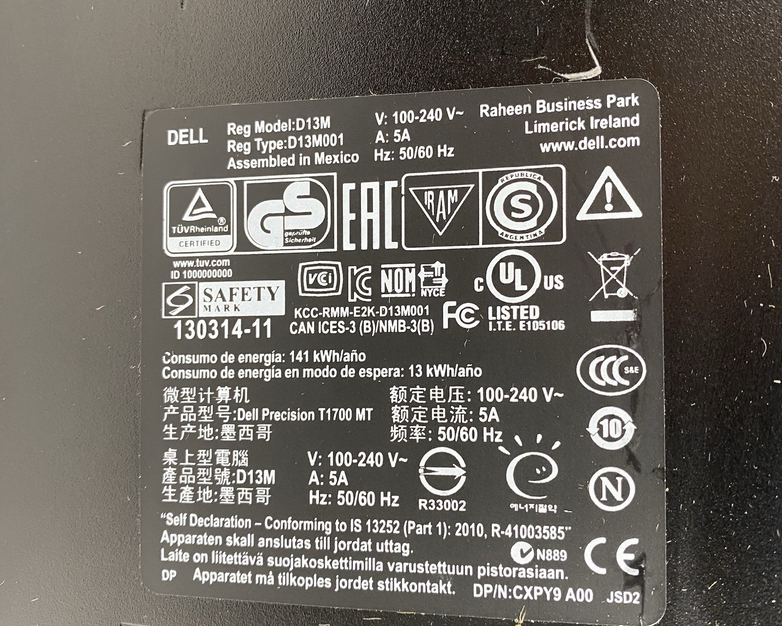 DELL
Reg Model:D13M
Reg Type:D13M001
Assembled in Mexico
V: 100-240 V~
A: 5A
Hz: 50/60 Hz
Raheen Business Park
Limerick Ireland
www.dell.com
TÜVRheinland ®
CERTIFIED
www.tuv.com
ID 1000000000
GS
geprüfte
Sicherheit
EAC
IRAM
REPUBLICA
S
ARGENTINA
S SAFETY
MARK
130314-11
VCCI
NOM
NYCE
KCC-RMM-E2K-D13M001
CAN ICES-3 (B)/NMB-3(B)
FC
C UL US
LISTED
I.T.E. E105106
CCC S&E
Consumo de energía: 141 kWh/año
Consumo de energía en modo de espera: 13 kWh/año
微型计算机
产品型号:Dell Precision T1700 MT
生产地:墨西哥
额定电压: 100-240 V~
额定电流: 5A
频率: 50/60 Hz
10
桌上型電腦
產品型號:D13M
生產地:墨西哥
V: 100-240 V~
A: 5A
Hz: 50/60 Hz
R33002
에너지절약
N
"Self Declaration – Conforming to IS 13252 (Part 1): 2010, R-41003585"
Apparaten skall anslutas till jordat uttag.
N889
CE
Laite on liitettävä suojakoskettimilla varustettuun pistorasiaan.
DP Apparatet må tilkoples jordet stikkontakt. DP/N:CXPY9 A00 JSD2